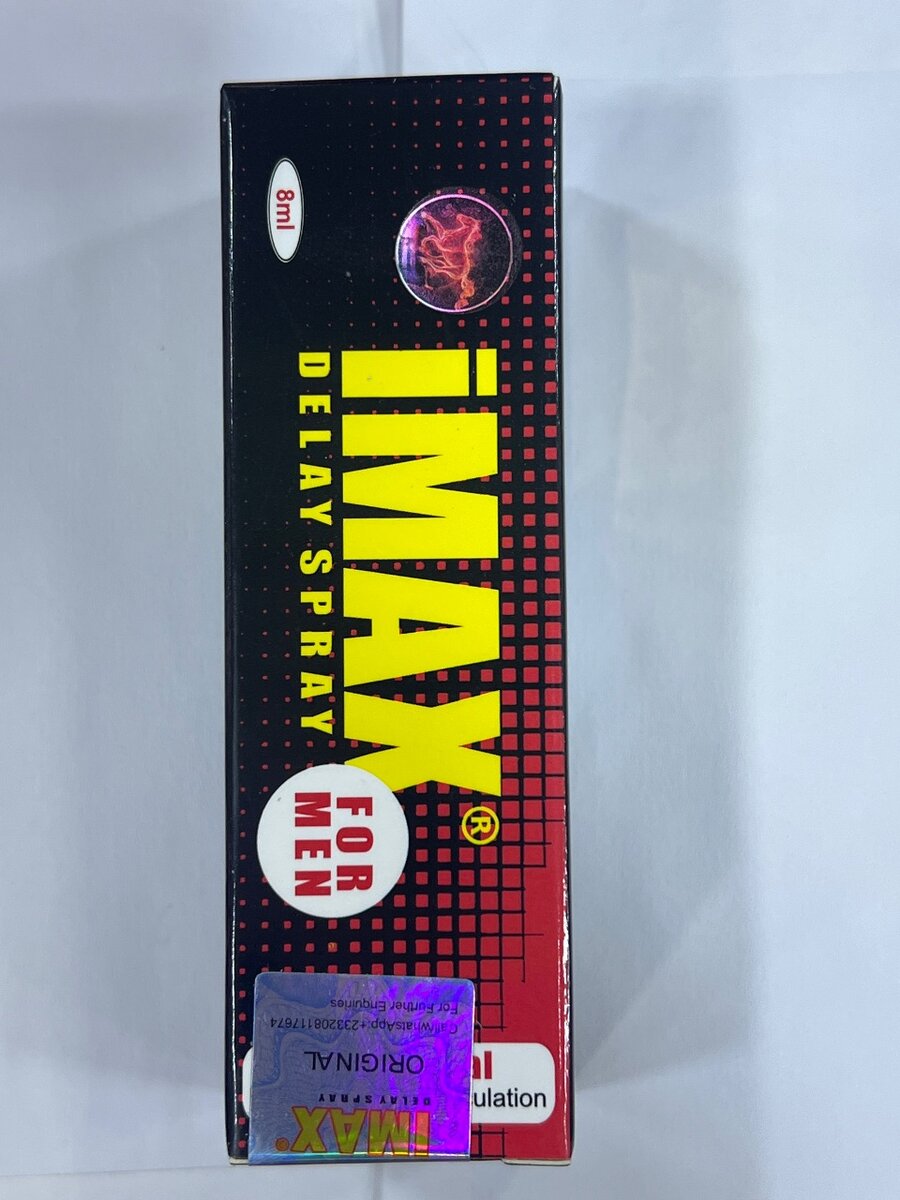 8ml
iMAX®
DELAY SPRAY
FOR
MEN
ulation
iMAX®
DELAY SPRAY
ORIGINAL
Call/WhatsApp:+233208117674
For Further Enquiries